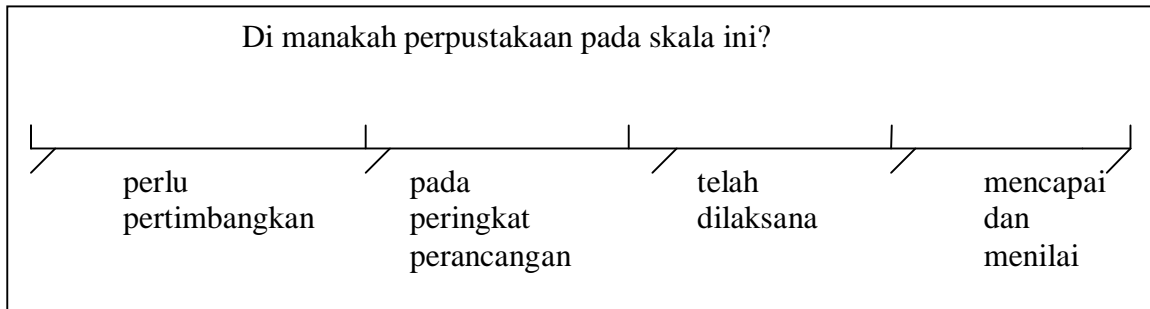 Di manakah perpustakaan pada skala ini?
perlu
pertimbangkan
pada
peringkat
perancangan
telah
dilaksana
mencapai
dan
menilai